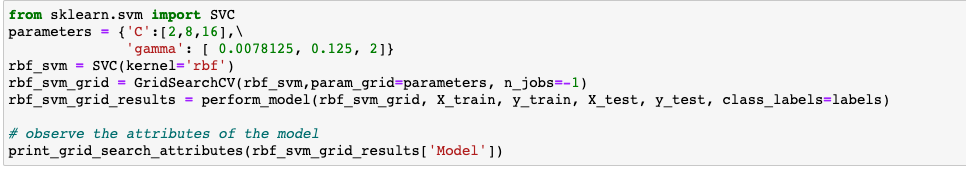 from sklearn.svm import SVC
parameters = {'C':[2,8,16],\
              'gamma': [ 0.0078125, 0.125, 2]}
rbf_svm = SVC(kernel='rbf')
rbf_svm_grid = GridSearchCV(rbf_svm,param_grid=parameters, n_jobs=-1)
rbf_svm_grid_results = perform_model(rbf_svm_grid, X_train, y_train, X_test, y_test, class_labels=labels)

# observe the attributes of the model
print_grid_search_attributes(rbf_svm_grid_results['Model'])